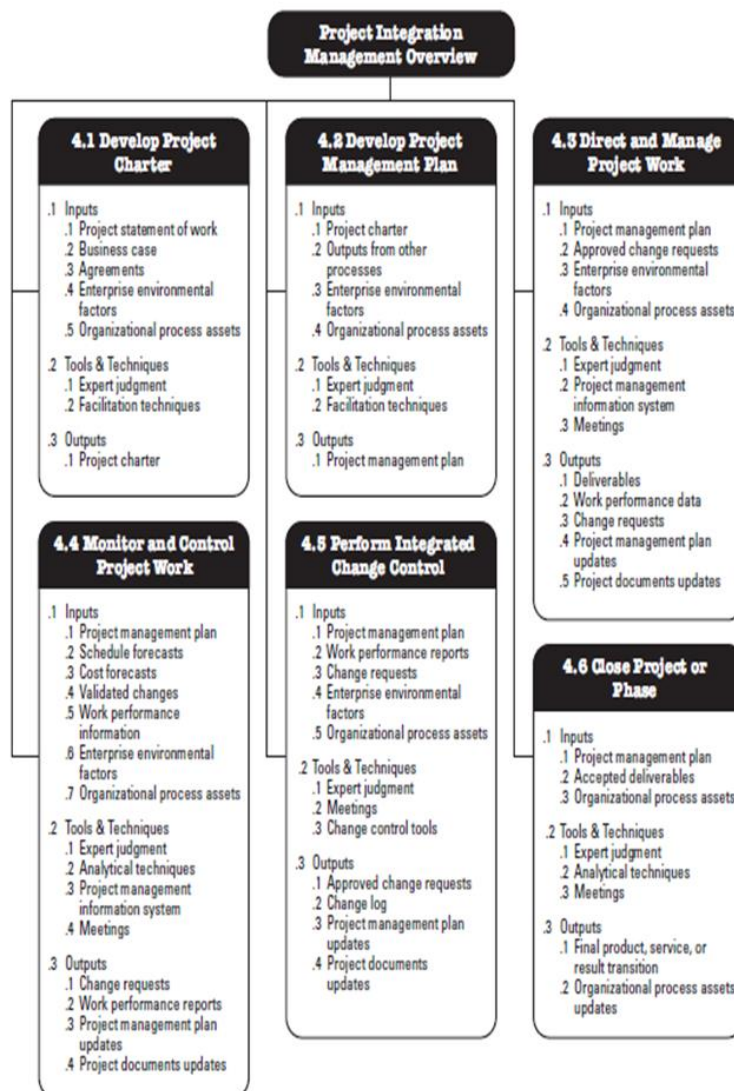 Project Integration
Management Overview
4.1 Develop Project
Charter
.1 Inputs
.1 Project statement of work
.2 Business case
.3 Agreements
.4 Enterprise environmental
factors
.5 Organizational process assets
.2 Tools & Techniques
.1 Expert judgment
.2 Facilitation techniques
.3 Outputs
.1 Project charter
4.2 Develop Project
Management Plan
.1 Inputs
.1 Project charter
.2 Outputs from other
processes
.3 Enterprise environmental
factors
.4 Organizational process assets
.2 Tools & Techniques
.1 Expert judgment
.2 Facilitation techniques
.3 Outputs
.1 Project management plan
4.3 Direct and Manage
Project Work
.1 Inputs
.1 Project management plan
.2 Approved change requests
.3 Enterprise environmental
factors
.4 Organizational process assets
.2 Tools & Techniques
.1 Expert judgment
.2 Project management
information system
.3 Meetings
.3 Outputs
.1 Deliverables
.2 Work performance data
.3 Change requests
.4 Project management plan
updates
.5 Project documents updates
4.4 Monitor and Control
Project Work
.1 Inputs
.1 Project management plan
.2 Schedule forecasts
.3 Cost forecasts
.4 Validated changes
.5 Work performance
information
.6 Enterprise environmental
factors
.7 Organizational process assets
.2 Tools & Techniques
.1 Expert judgment
.2 Analytical techniques
.3 Project management
information system
.4 Meetings
.3 Outputs
.1 Change requests
.2 Work performance reports
.3 Project management plan
updates
.4 Project documents updates
4.5 Perform Integrated
Change Control
.1 Inputs
.1 Project management plan
.2 Work performance reports
.3 Change requests
.4 Enterprise environmental
factors
.5 Organizational process assets
.2 Tools & Techniques
.1 Expert judgment
.2 Meetings
.3 Change control tools
.3 Outputs
.1 Approved change requests
.2 Change log
.3 Project management plan
updates
.4 Project documents
updates
4.6 Close Project or
Phase
.1 Inputs
.1 Project management plan
.2 Accepted deliverables
.3 Organizational process assets
.2 Tools & Techniques
.1 Expert judgment
.2 Analytical techniques
.3 Meetings
.3 Outputs
.1 Final product, service, or
result transition
.2 Organizational process assets
updates